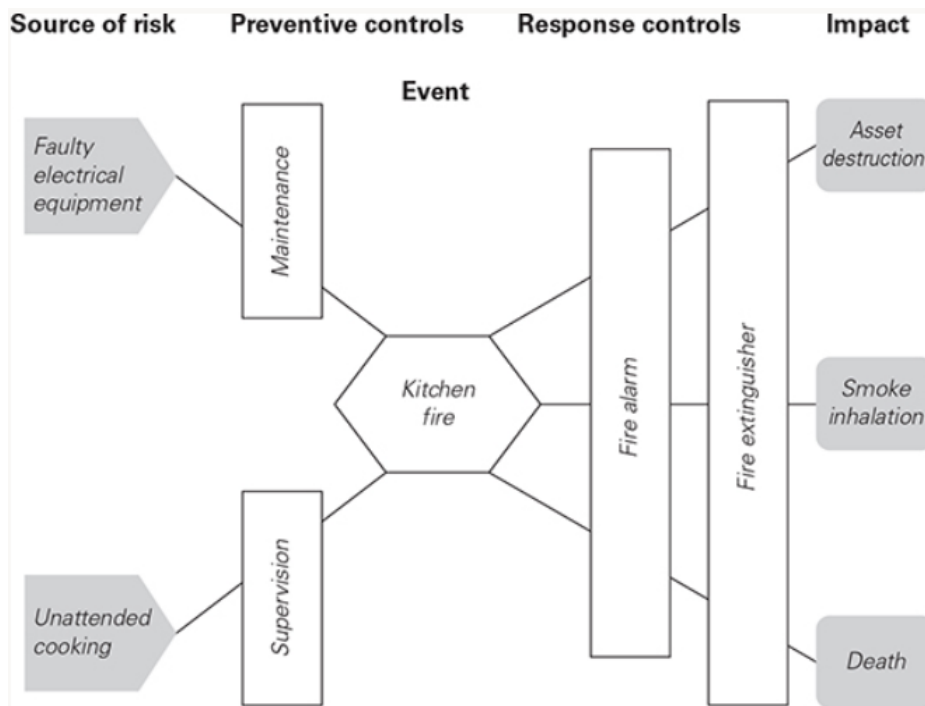 Source of risk
Preventive controls
Response controls
Impact
Event
Faulty
electrical
equipment
Maintenance
Asset
destruction
Kitchen
fire
Fire alarm
Fire extinguisher
Smoke
inhalation
Unattended
cooking
Supervision
Death